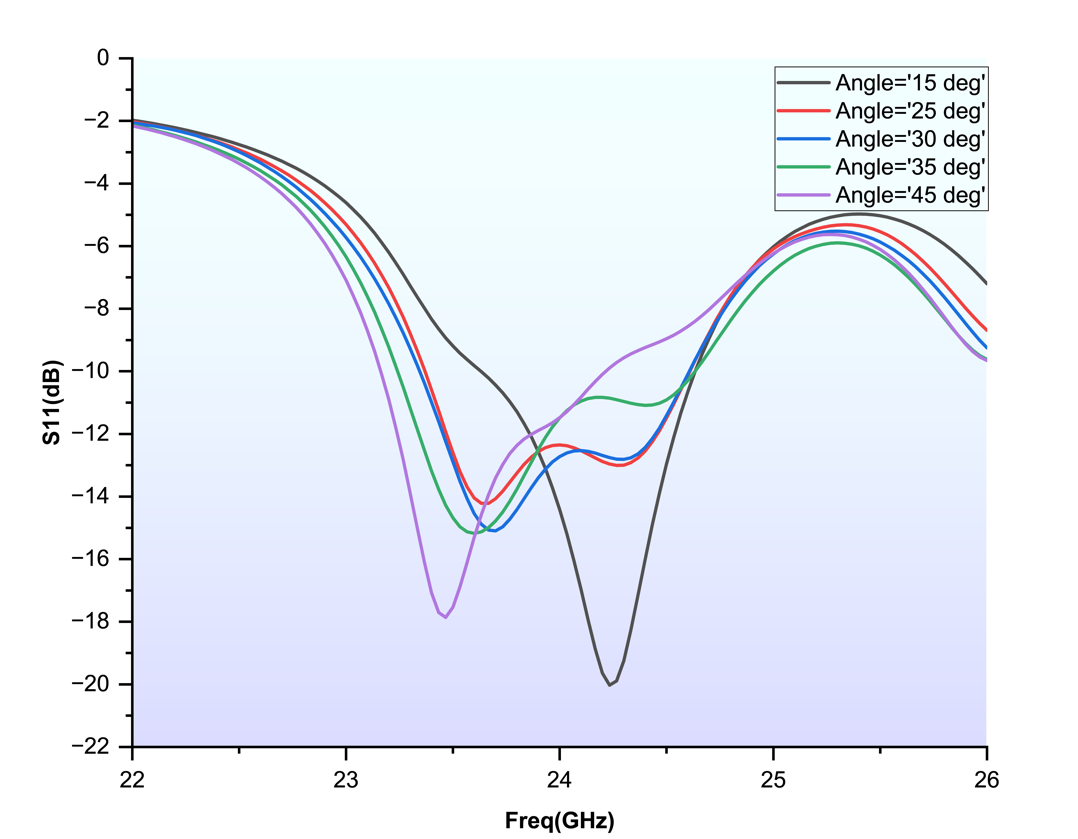 0
−2
−4
−6
−8
−10
−12
−14
−16
−18
−20
−22
S11(dB)
22
23
24
25
26
Freq(GHz)
Angle='15 deg'
Angle='25 deg'
Angle='30 deg'
Angle='35 deg'
Angle='45 deg'